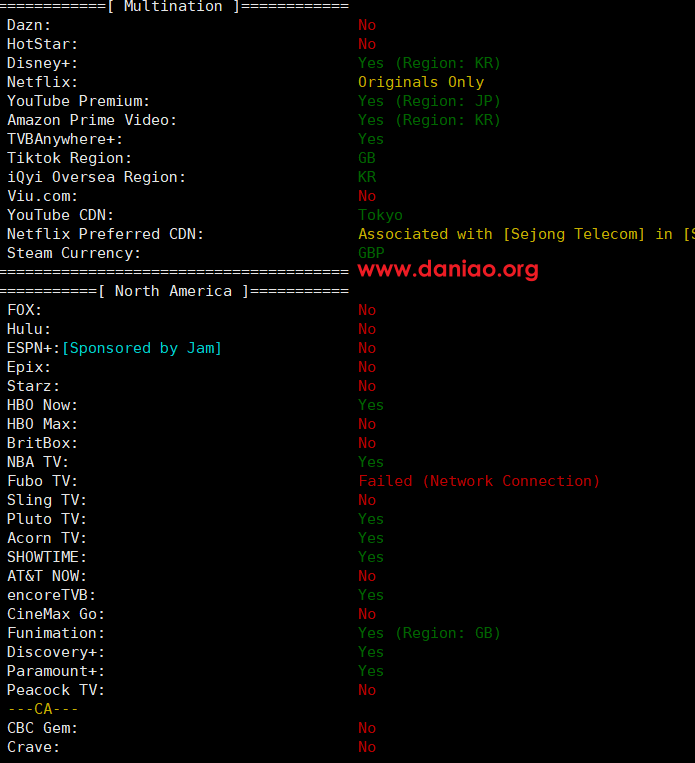 ============[ Multination ]============
Dazn: No
HotStar: No
Disney+: Yes (Region: KR)
Netflix: Originals Only
YouTube Premium: Yes (Region: JP)
Amazon Prime Video: Yes (Region: KR)
TVBAnywhere+: Yes
Tiktok Region: GB
iQyi Oversea Region: KR
Viu.com: No
YouTube CDN: Tokyo
Netflix Preferred CDN: Associated with [Sejong Telecom] in [S
Steam Currency: GBP
=======================================
www.daniao.org
===========[ North America ]===========
FOX: No
Hulu: No
ESPN+:[Sponsored by Jam] No
Epix: No
Starz: No
HBO Now: Yes
HBO Max: No
BritBox: No
NBA TV: Yes
Fubo TV: Failed (Network Connection)
Sling TV: No
Pluto TV: Yes
Acorn TV: Yes
SHOWTIME: Yes
AT&T NOW: No
encoreTVB: Yes
CineMax Go: No
Funimation: Yes (Region: GB)
Discovery+: Yes
Paramount+: Yes
Peacock TV: No
---CA---
CBC Gem: No
Crave: No